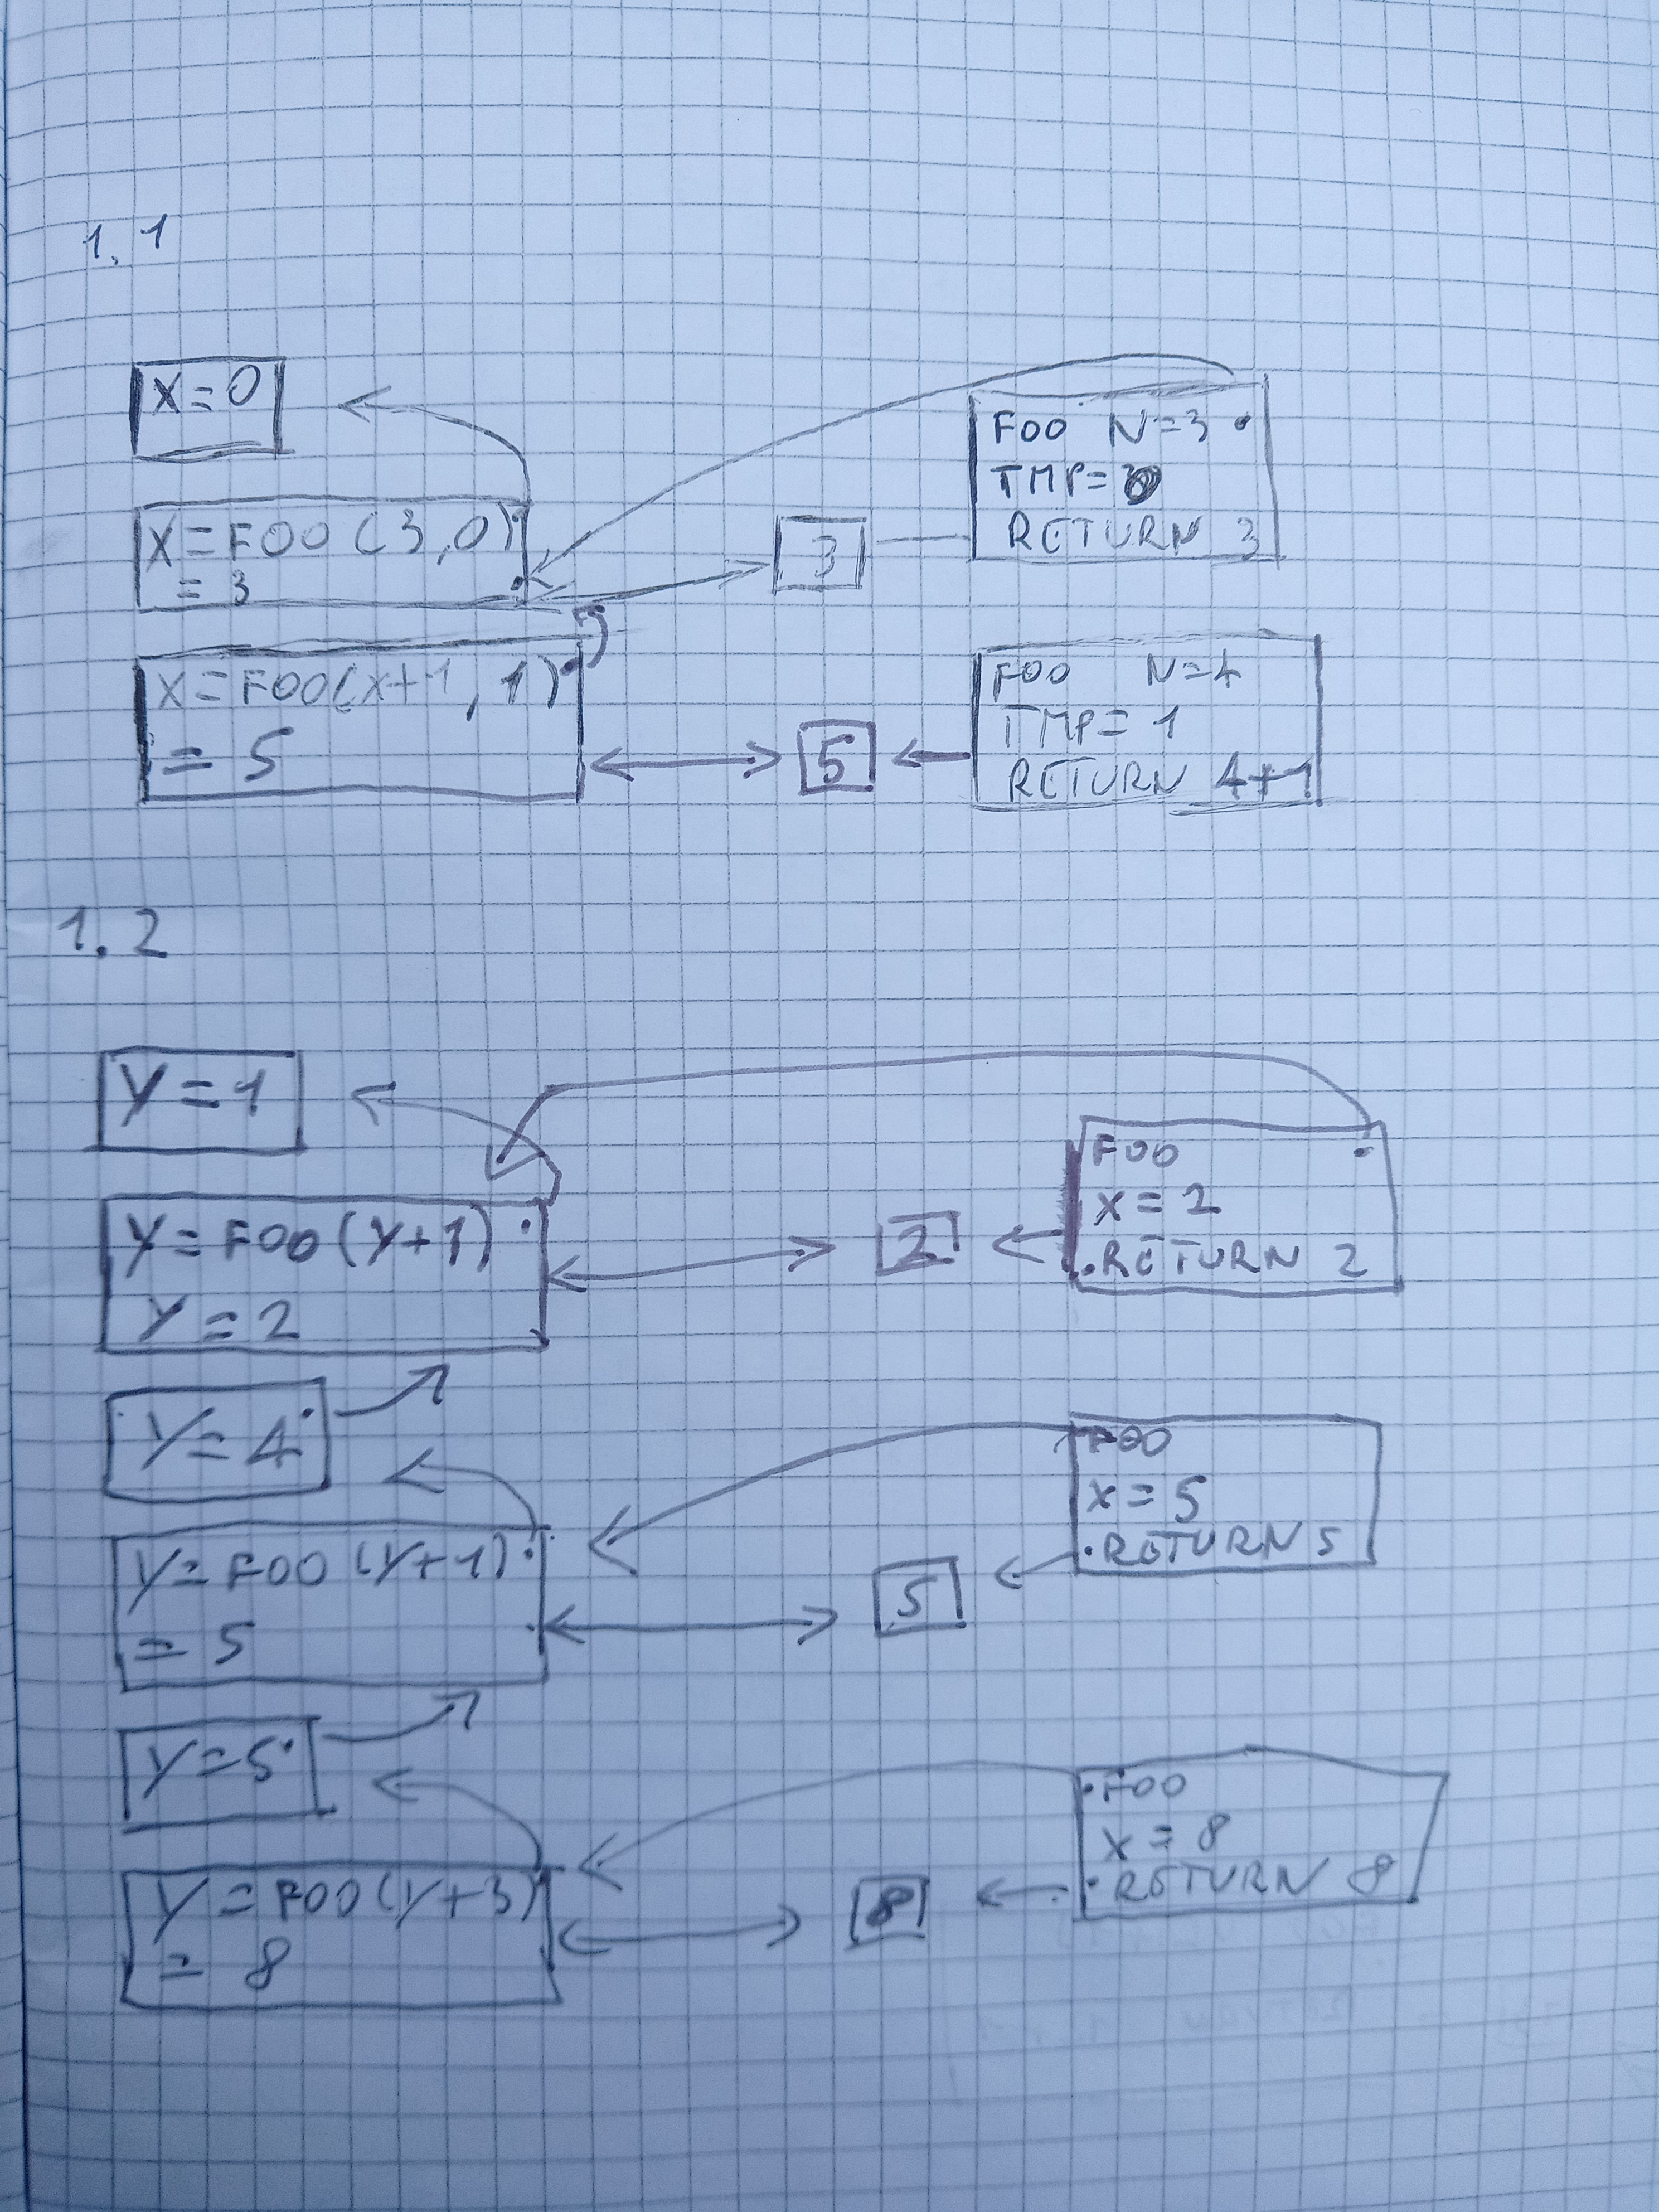 1.1
X=0
X=FOO(3,0)
= 3
3
FOO N=3
TMP=
RETURN 3
X=FOO(X+1,1)
= 5
5
FOO N=4
TMP=1
RETURN 4+1
1.2
Y=1
Y=FOO(Y+1)
Y=2
2
FOO
X=2
RETURN 2
Y=4
Y=FOO(Y+1)
= 5
5
FOO
X=5
RETURN 5
Y=5
Y=FOO(Y+3)
= 8
8
FOO
X=8
RETURN 8